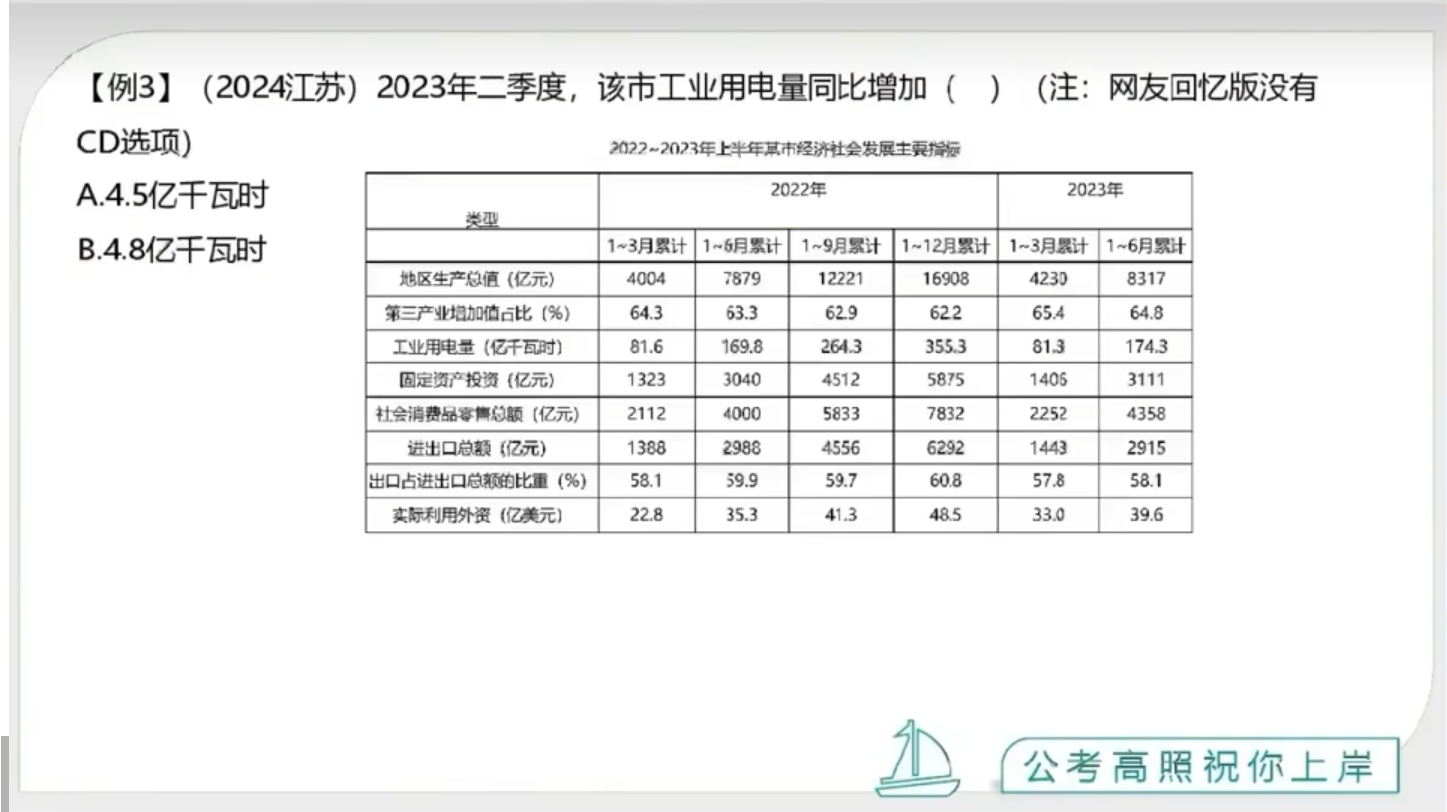 【例3】（2024江苏）2023年二季度，该市工业用电量同比增加（ ）（注：网友回忆版没有
CD选项)
A.4.5亿千瓦时
B.4.8亿千瓦时
2022~2023年上半年某市经济社会发展主要指标
类型 2022年 2023年
1~3月累计 1~6月累计 1~9月累计 1~12月累计 1~3月累计 1~6月累计
地区生产总值（亿元） 4004 7879 12221 16908 4230 8317
第三产业增加值占比（%） 64.3 63.3 62.9 62.2 65.4 64.8
工业用电量（亿千瓦时） 81.6 169.8 264.3 355.3 81.3 174.3
固定资产投资（亿元） 1323 3040 4512 5875 1406 3111
社会消费品零售总额（亿元） 2112 4000 5833 7832 2252 4358
进出口总额（亿元） 1388 2988 4556 6292 1443 2915
出口占进出口总额的比重（%） 58.1 59.9 59.7 60.8 57.8 58.1
实际利用外资（亿美元） 22.8 35.3 41.3 48.5 33.0 39.6
公考高照祝你上岸